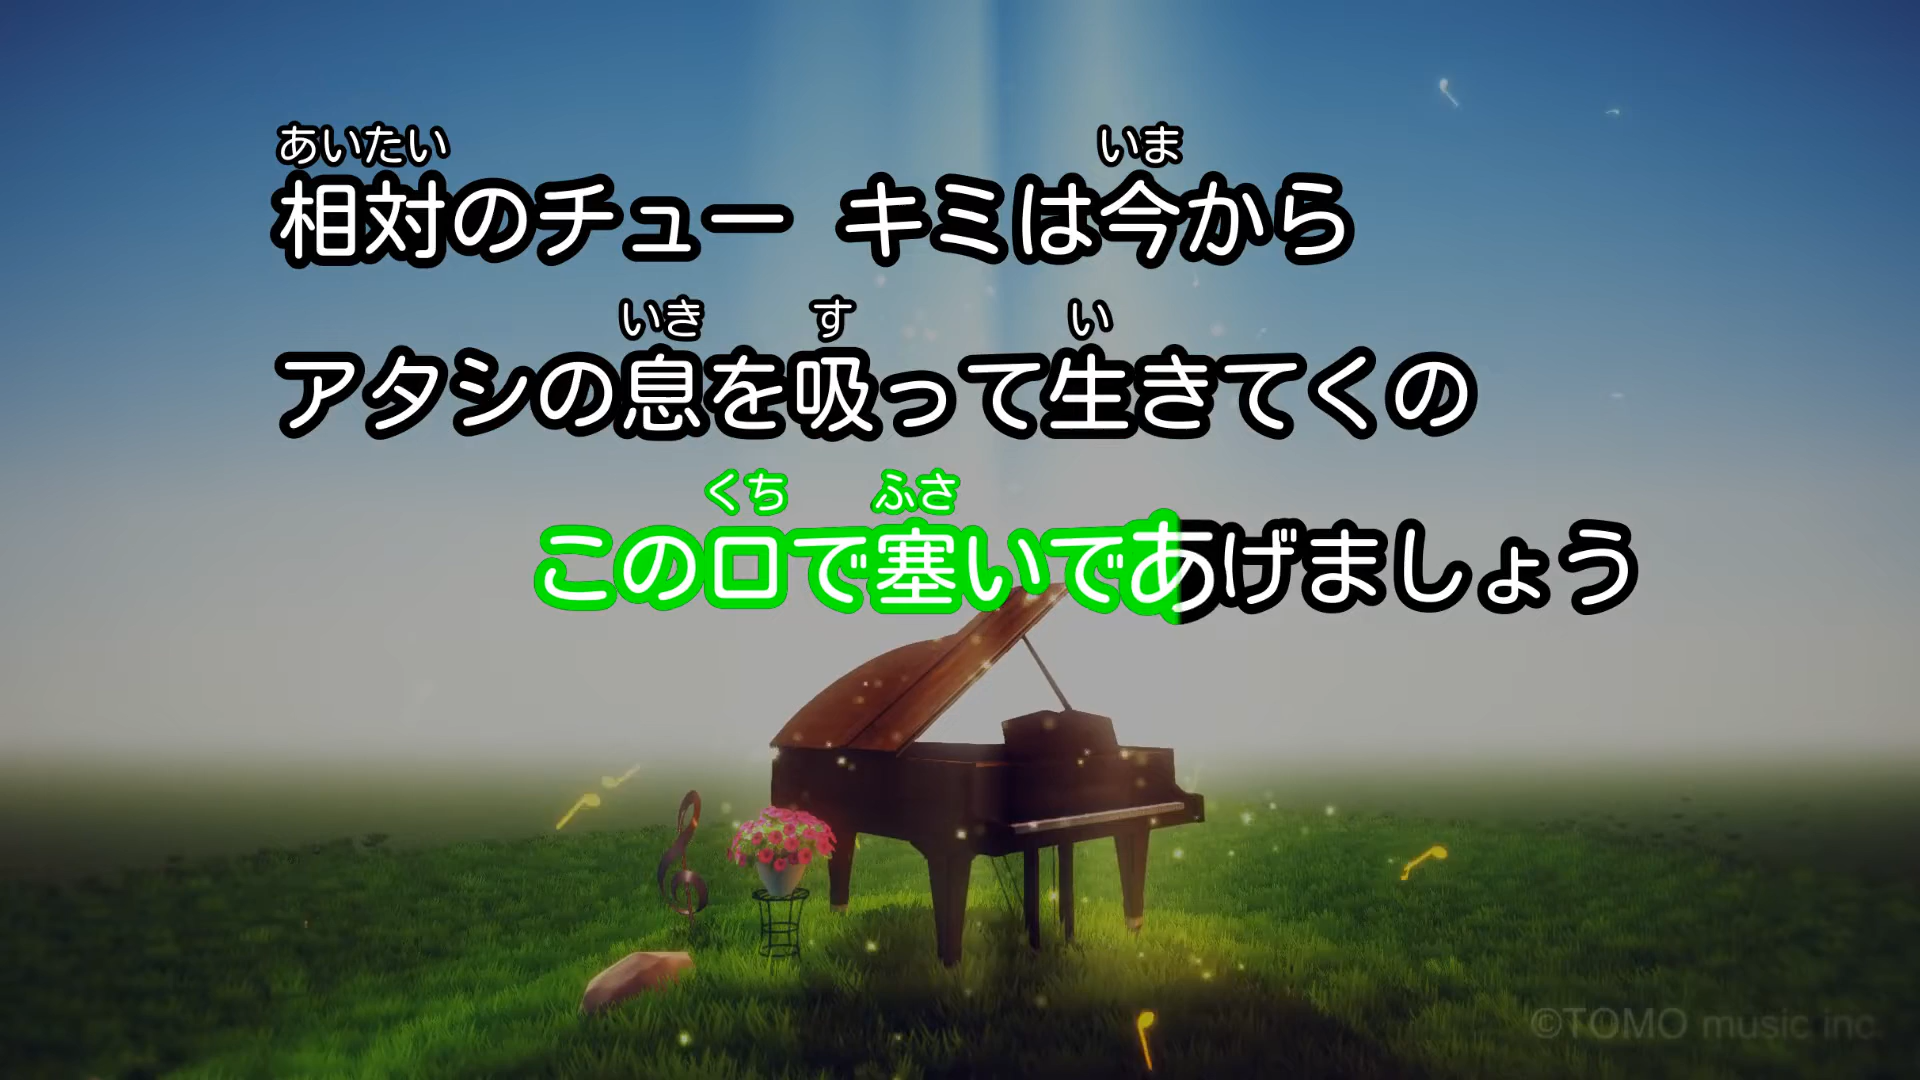 あいたい いま
相対のチュー キミは今から
いき す い
アタシの息を吸って生きてくの
くち ふさ
この口で塞いであげましょう
©TOMO music inc